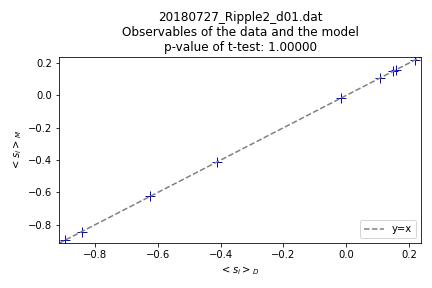 20180727_Ripple2_d01.dat
Observables of the data and the model
p-value of t-test: 1.00000
0.2
0.0
−0.2
−0.4
−0.6
−0.8
< s_i >_M
y=x
−0.8 −0.6 −0.4 −0.2 0.0 0.2
< s_i >_D